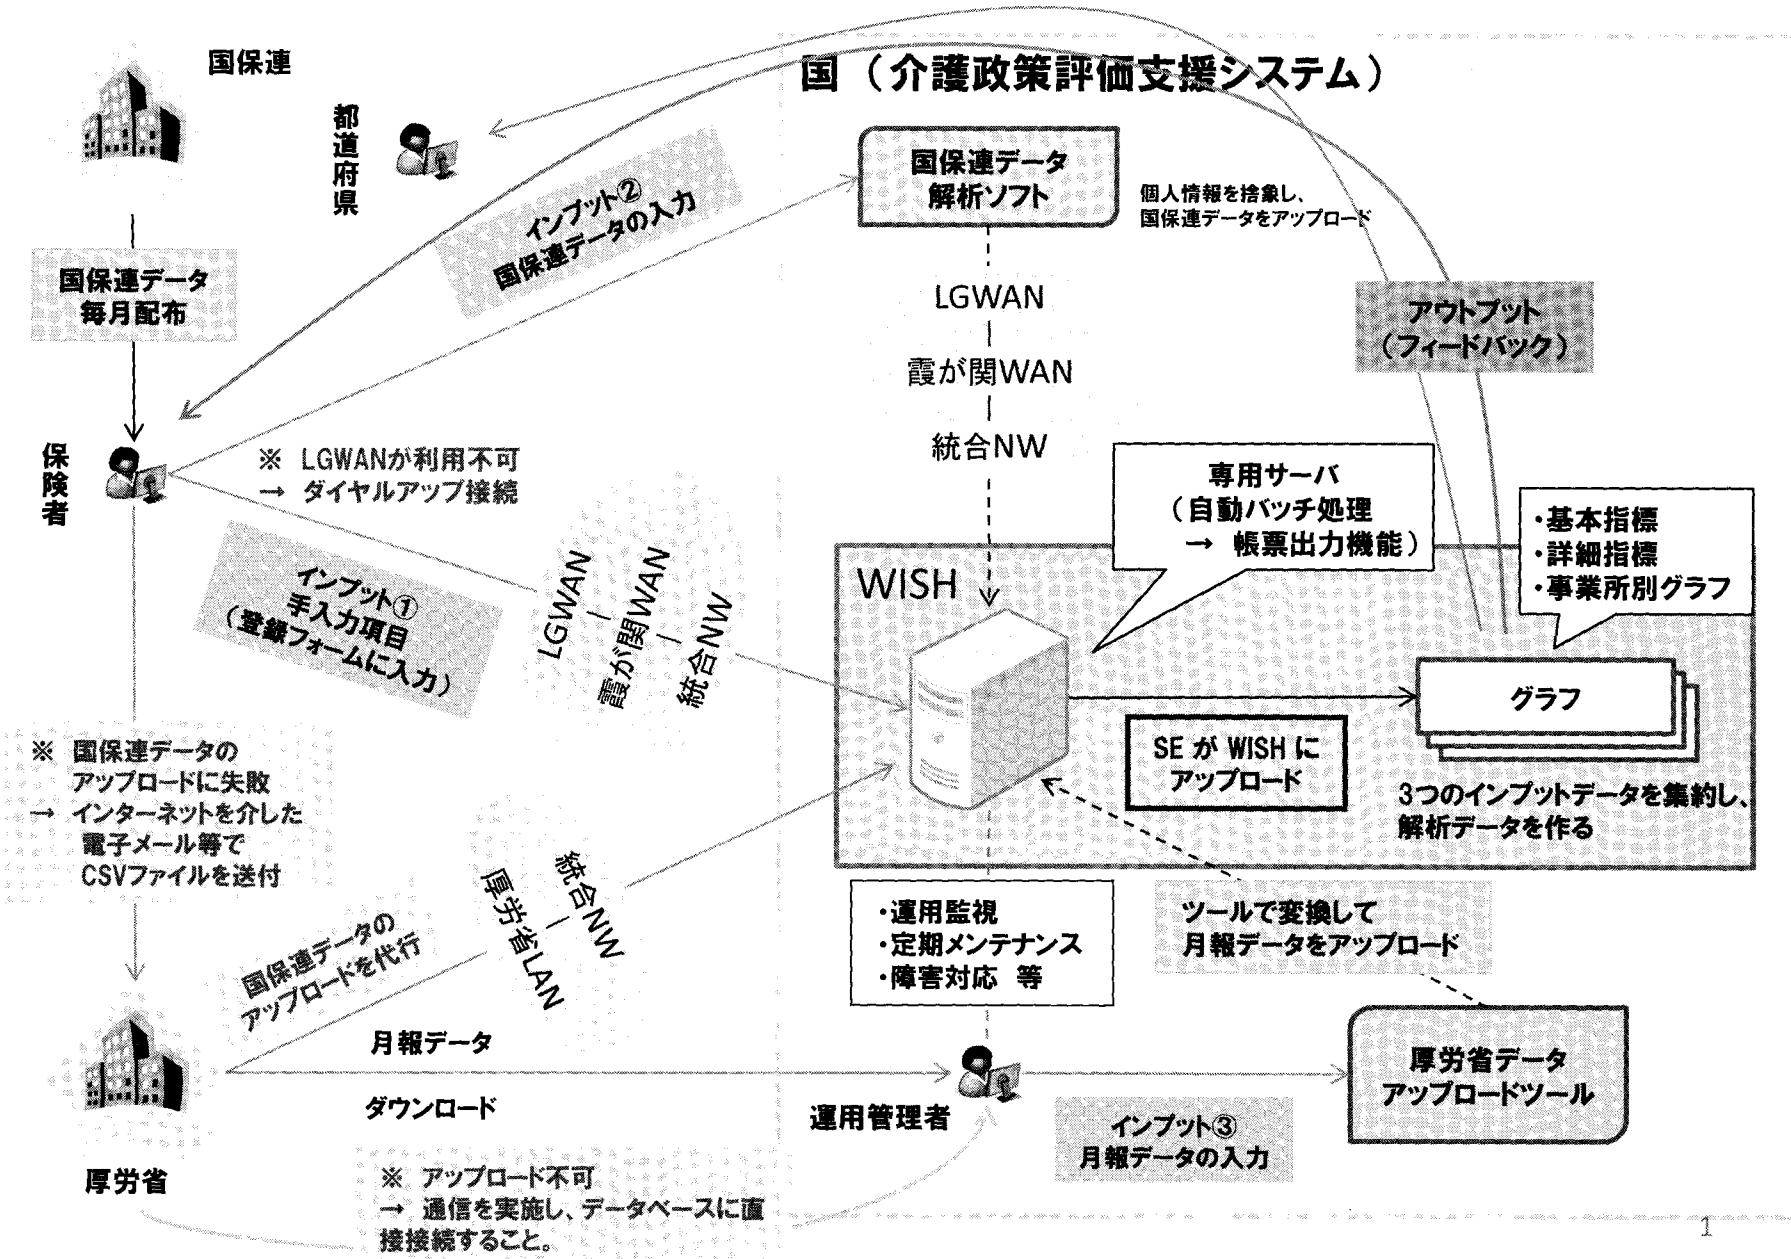 国保連
国（介護政策評価支援システム）
都道府県
国保連データ
解析ソフト
個人情報を捨象し、
国保連データをアップロード
インプット②
国保連データの入力
国保連データ
毎月配布
LGWAN
霞が関WAN
統合NW
アウトプット
（フィードバック）
保険者
※ LGWANが利用不可
→ ダイヤルアップ接続
専用サーバ
（自動バッチ処理
→ 帳票出力機能）
・基本指標
・詳細指標
・事業所別グラフ
インプット①
手入力項目
（登録フォームに入力）
LGWAN
霞が関WAN
統合NW
WISH
グラフ
SE が WISH に
アップロード
3つのインプットデータを集約し、
解析データを作る
※ 国保連データの
アップロードに失敗
→ インターネットを介した
電子メール等で
CSVファイルを送付
国保連データの
アップロードを代行
厚労省LAN
統合NW
・運用監視
・定期メンテナンス
・障害対応 等
ツールで変換して
月報データをアップロード
月報データ
ダウンロード
運用管理者
厚労省データ
アップロードツール
インプット③
月報データの入力
厚労省
※ アップロード不可
→ 通信を実施し、データベースに直
接接続すること。
1